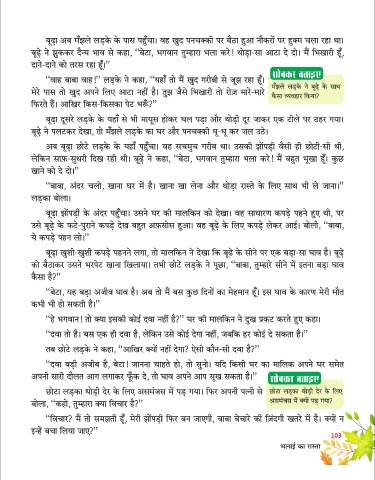 बूढ़ा अब मँझले लड़के के पास पहुँचा। वह खुद पनचक्की पर बैठा हुआ नौकरों पर हुक्म चला रहा था।
बूढ़े ने झुककर दैन्य भाव से कहा, ‘‘बेटा, भगवान तुम्हारा भला करे! थोड़ा-सा आटा दे दो। मैं भिखारी हूँ,
दाने-दाने को तरस रहा हूँ।’’
‘‘वाह बाबा वाह!’’ लड़के ने कहा, ‘‘यहाँ तो मैं खुद गरीबी से जूझ रहा हूँ।
मेरे पास तो खुद अपने लिए आटा नहीं है। तुझ जैसे भिखारी तो रोज़ मारे-मारे
फिरते हैं। आखिर किस-किसका पेट भरूँ?’’
सोचकर बताइए
मँझले लड़के ने बूढ़े के साथ
कैसा व्यवहार किया?
बूढ़ा दूसरे लड़के के यहाँ से भी मायूस होकर चल पड़ा और थोड़ी दूर जाकर एक टीले पर ठहर गया।
बूढ़े ने पलटकर देखा, तो मँझले लड़के का घर और पनचक्की धू-धू कर जल उठे।
अब बूढ़ा छोटे लड़के के यहाँ पहुँचा। वह सचमुच गरीब था। उसकी झोंपड़ी वैसी ही छोटी-सी थी,
लेकिन साफ़-सुथरी दिख रही थी। बूढ़े ने कहा, ‘‘बेटा, भगवान तुम्हारा भला करे! मैं बहुत भूखा हूँ। कुछ
खाने को दे दो।’’
‘‘बाबा, अंदर चलो, खाना घर में है। खाना खा लेना और थोड़ा रास्ते के लिए साथ भी ले जाना।’’
लड़का बोला।
बूढ़ा झोंपड़ी के अंदर पहुँचा। उसने घर की मालकिन को देखा। वह साधारण कपड़े पहने हुए थी, पर
उसे बूढ़े के फटे-पुराने कपड़े देख बहुत अफ़सोस हुआ। वह बूढ़े के लिए कपड़े लेकर आई। बोली, ‘‘बाबा,
ये कपड़े पहन लो।’’
बूढ़ा खुशी-खुशी कपड़े पहनने लगा, तो मालकिन ने देखा कि बूढ़े के सीने पर एक बड़ा-सा घाव है। बूढ़े
को बैठाकर उसने भरपेट खाना खिलाया। तभी छोटे लड़के ने पूछा, ‘‘बाबा, तुम्हारे सीने में इतना बड़ा घाव
कैसा है?’’
‘‘बेटा, यह बड़ा अजीब घाव है। अब तो मैं बस कुछ दिनों का मेहमान हूँ। इस घाव के कारण मेरी मौत
कभी भी हो सकती है।’’
‘‘हे भगवान! तो क्या इसकी कोई दवा नहीं है?’’ घर की मालकिन ने दुख प्रकट करते हुए कहा।
‘‘दवा तो है। बस एक ही दवा है, लेकिन उसे कोई देगा नहीं, जबकि हर कोई दे सकता है।’’
तब छोटे लड़के ने कहा, ‘‘आखिर क्यों नहीं देगा? ऐसी कौन-सी दवा है?’’
‘‘दवा बड़ी अजीब है, बेटा! जानना चाहते हो, तो सुनो। यदि किसी घर का मालिक अपने घर समेत
अपनी सारी दौलत आग लगाकर फूँक दे, तो घाव अपने आप सूख सकता है।’’
सोचकर बताइए
छोटा लड़का थोड़ी देर के लिए असमंजस में पड़ गया। फिर अपनी पत्नी से
बोला, ‘‘कहो, तुम्हारा क्या विचार है?’’
छोटा लड़का थोड़ी देर के लिए
असमंजस में क्यों पड़ गया?
‘‘विचार? मैं तो समझती हूँ, मेरी झोंपड़ी फिर बन जाएगी, बाबा बेचारे की ज़िंदगी खतरे में है। क्यों न
इन्हें बचा लिया जाए?’’
103
भलाई का रास्ता